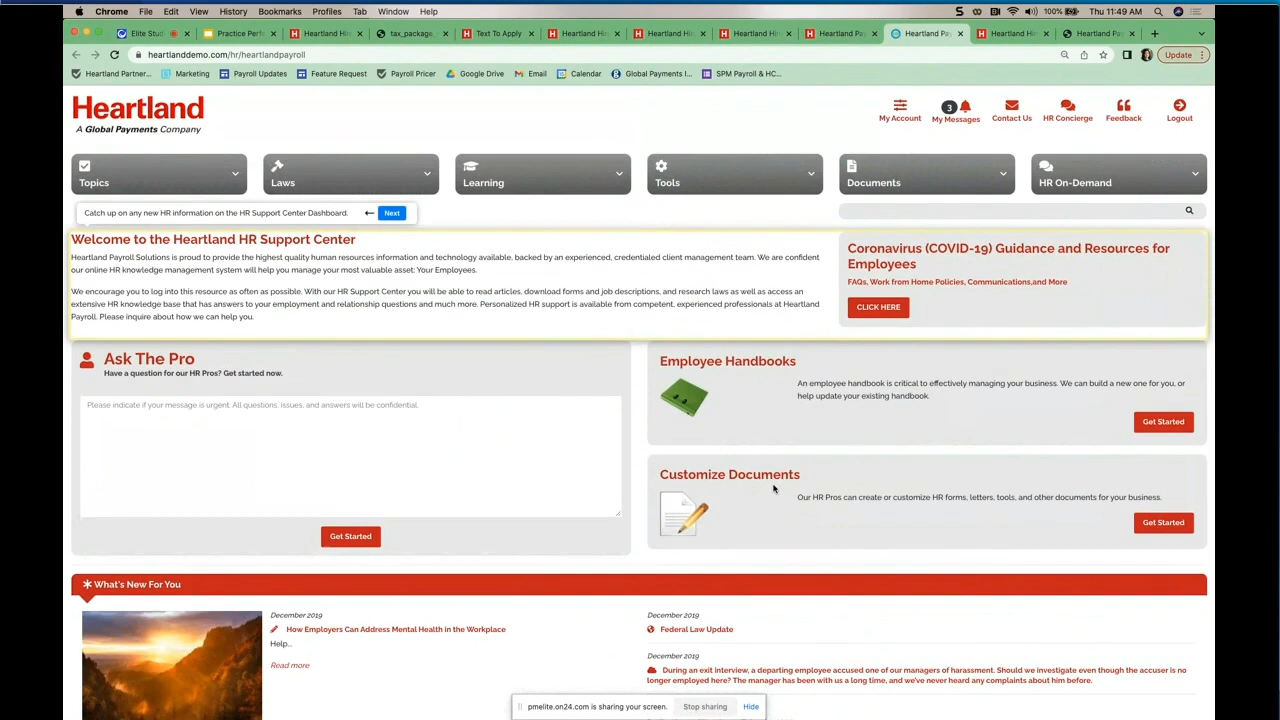 Chrome File Edit View History Bookmarks Profiles Tab Window Help 100% Thu 11:49 AM
Elite Stu Practice Perf Heartland Hi tax_package_ Text To Apply Heartland Hi Heartland Hi Heartland Hi Heartland Pa Heartland Pay Heartland Hi Heartland Pay
heartlanddemo.com/hr/heartlandpayroll Update
Heartland Partner... Marketing Payroll Updates Feature Request Payroll Pricer Google Drive Email Calendar Global Payments I... SPM Payroll & HC...
Heartland
A Global Payments Company
3
My Account My Messages Contact Us HR Concierge Feedback Logout
Topics Laws Learning Tools Documents HR On-Demand
Catch up on any new HR information on the HR Support Center Dashboard. Next
Welcome to the Heartland HR Support Center
Heartland Payroll Solutions is proud to provide the highest quality human resources information and technology available, backed by an experienced, credentialed client management team. We are confident
our online HR knowledge management system will help you manage your most valuable asset: Your Employees.
We encourage you to log into this resource as often as possible. With our HR Support Center you will be able to read articles, download forms and job descriptions, and research laws as well as access an
extensive HR knowledge base that has answers to your employment and relationship questions and much more. Personalized HR support is available from competent, experienced professionals at Heartland
Payroll. Please inquire about how we can help you.
Coronavirus (COVID-19) Guidance and Resources for
Employees
FAQs, Work from Home Policies, Communications,and More
CLICK HERE
Ask The Pro
Have a question for our HR Pros? Get started now.
Please indicate if your message is urgent. All questions, issues, and answers will be confidential.
Get Started
Employee Handbooks
An employee handbook is critical to effectively managing your business. We can build a new one for you, or
help update your existing handbook.
Get Started
Customize Documents
Our HR Pros can create or customize HR forms, letters, tools, and other documents for your business.
Get Started
What's New For You
December 2019
How Employers Can Address Mental Health in the Workplace
Help...
Read more
December 2019
Federal Law Update
December 2019
During an exit interview, a departing employee accused one of our managers of harassment. Should we investigate even though the accuser is no
longer employed here? The manager has been with us a long time, and we've never heard any complaints about him before.
pmelite.on24.com is sharing your screen. Stop sharing Hide